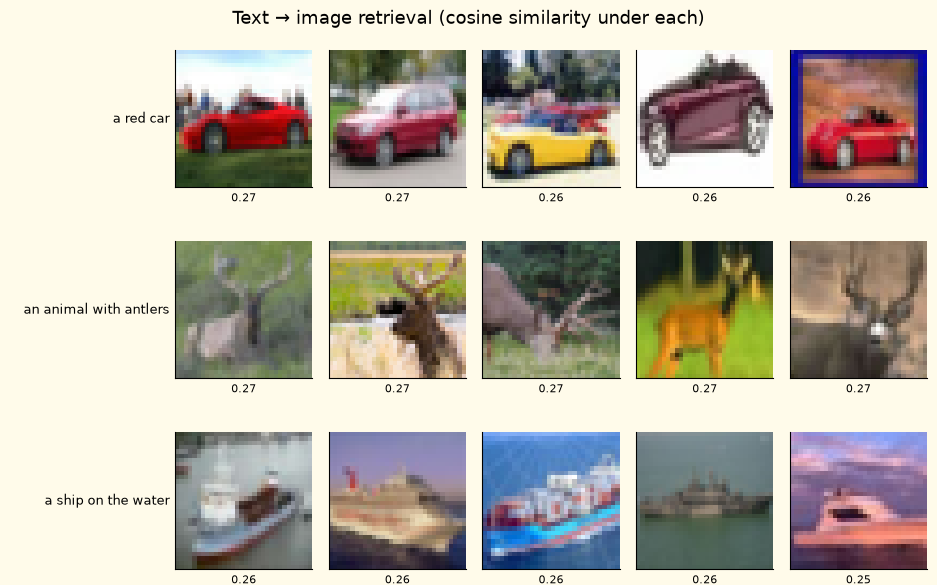 Text → image retrieval (cosine similarity under each)
a red car
0.27 0.27 0.26 0.26 0.26
an animal with antlers
0.27 0.27 0.27 0.27 0.27
a ship on the water
0.26 0.26 0.26 0.26 0.25